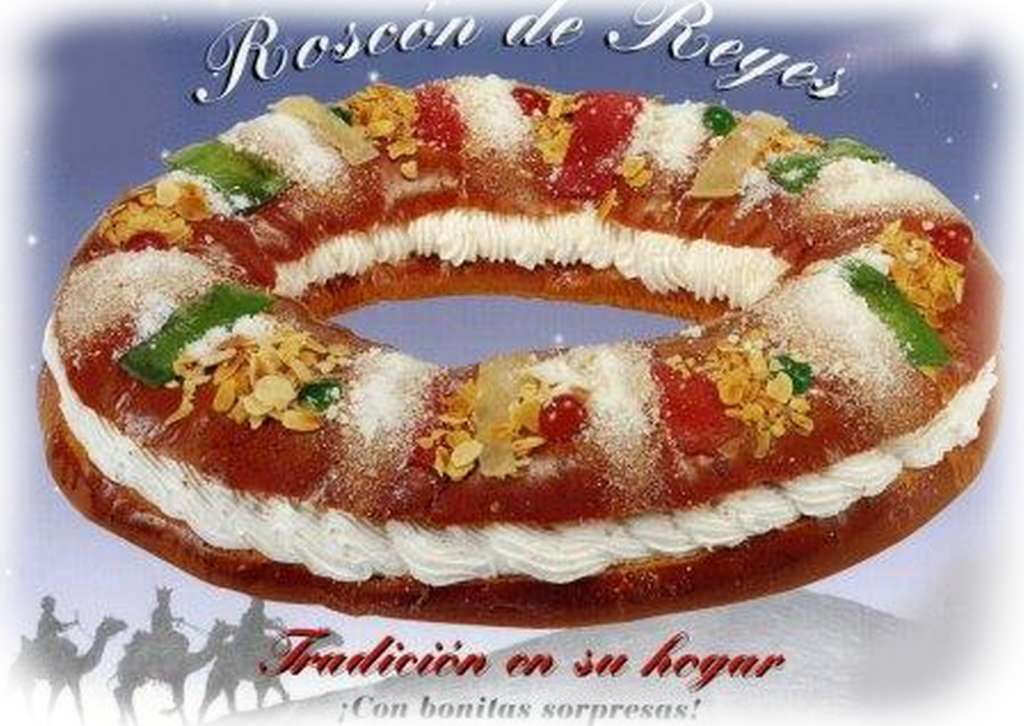 Roscón de Reyes
Tradición en su hogar
¡Con bonitas sorpresas!